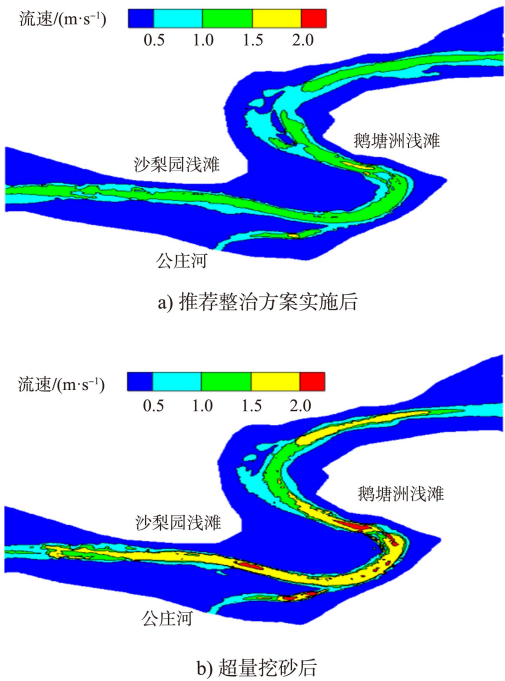 流速/(m·s⁻¹)
0.5 1.0 1.5 2.0
鹅塘洲浅滩
沙梨园浅滩
公庄河
a) 推荐整治方案实施后
流速/(m·s⁻¹)
0.5 1.0 1.5 2.0
鹅塘洲浅滩
沙梨园浅滩
公庄河
b) 超量挖砂后